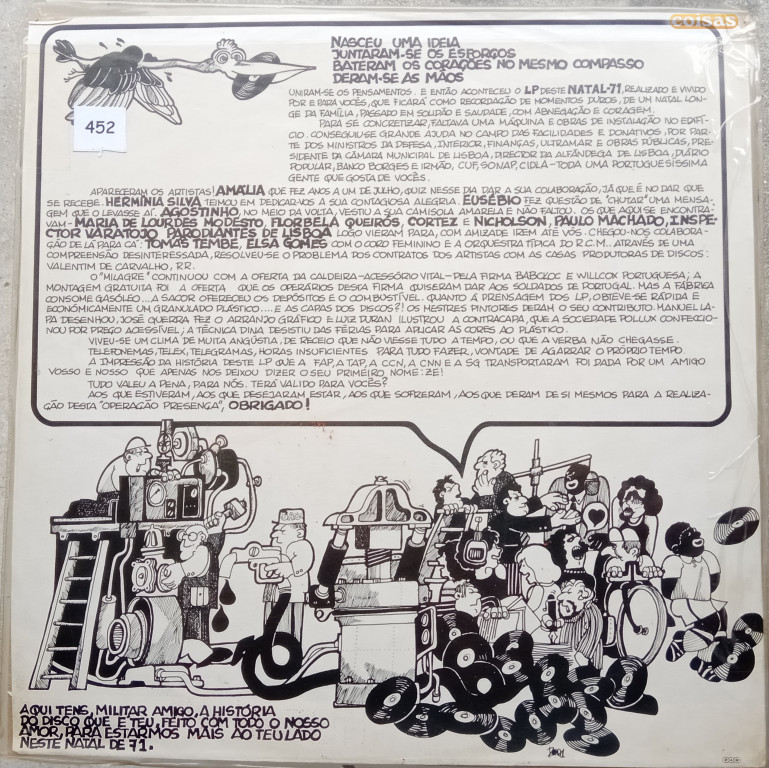 coisas
NASCEU UMA IDEIA
JUNTARAM-SE OS ESFORÇOS
BATERAM OS CORAÇÕES NO MESMO COMPASSO
DERAM-SE AS MÃOS
UNIRAM-SE OS PENSAMENTOS. E ENTÃO ACONTECEU O LP DESTE NATAL-71, REALIZADO E VIVIDO
POR E PARA VOCÊS, QUE FICARÁ COMO RECORDAÇÃO DE MOMENTOS DUROS, DE UM NATAL LON-
GE DA FAMÍLIA, PASSADO EM SOLIDÃO E SAUDADE, COM ABNEGAÇÃO E CORAGEM.
PARA SE CONCRETIZAR, FALTAVA UMA MÁQUINA E OBRAS DE INSTALAÇÃO NO EDIFÍ-
CIO. CONSEGUIU-SE GRANDE AJUDA NO CAMPO DAS FACILIDADES E DONATIVOS, POR PAR-
TE DOS MINISTROS DA DEFESA, INTERIOR, FINANÇAS, ULTRAMAR E OBRAS PÚBLICAS, PRE-
SIDENTE DA CÂMARA MUNICIPAL DE LISBOA, DIRECTOR DA ALFÂNDEGA DE LISBOA, DIÁRIO
POPULAR, BANCO BORGES E IRMÃO, CUF, SONAP, CIDLA - TODA UMA PORTUGUESÍSSIMA
GENTE QUE GOSTA DE VOCÊS.
452
APARECERAM OS ARTISTAS! AMÁLIA QUE FEZ ANOS A UM DE JULHO, QUIZ NESSE DIA DAR A SUA COLABORAÇÃO, JÁ QUE É NO DAR QUE
SE RECEBE. HERMÍNIA SILVA TEIMOU EM DEDICAR-VOS A SUA CONTAGIOSA ALEGRIA. EUSÉBIO FEZ QUESTÃO DE "CHUTAR" UMA MENSA-
GEM QUE O LEVASSE AÍ. AGOSTINHO, NO MEIO DA VOLTA, VESTIU A SUA CAMISOLA AMARELA E NÃO FALTOU. OS QUE AQUI SE ENCONTRA-
VAM - MARIA DE LOURDES MODESTO, FLORBELA QUEIRÓS, CORTEZ E NICHOLSON, PAULO MACHADO, INSPE-
CTOR VARATOJO, PARODIANTES DE LISBOA LOGO VIERAM PARA, COM AMIZADE IREM ATÉ VÓS. CHEGOU-NOS COLABORA-
ÇÃO DE LÁ PARA CÁ: TOMÁS TEMBE, ELSA GOMES COM O CORO FEMININO E A ORQUESTRA TÍPICA DO R.C.M.. ATRAVÉS DE UMA
COMPREENSÃO DESINTERESSADA, RESOLVEU-SE O PROBLEMA DOS CONTRATOS DOS ARTISTAS COM AS CASAS PRODUTORAS DE DISCOS:
VALENTIM DE CARVALHO, RR.
O "MILAGRE" CONTINUOU COM A OFERTA DA CALDEIRA - ACESSÓRIO VITAL - PELA FIRMA BABCOCK E WILLCOX PORTUGUESA; A
MONTAGEM GRATUITA FOI A OFERTA QUE OS OPERÁRIOS DESTA FIRMA QUISERAM DAR AOS SOLDADOS DE PORTUGAL. MAS A FÁBRICA
CONSOME GASÓLEO... A SACOR OFERECEU OS DEPÓSITOS E O COMBUSTÍVEL. QUANTO À PRENSAGEM DOS LP, OBTEVE-SE RÁPIDA E
ECONÓMICAMENTE UM GRANULADO PLÁSTICO.... E AS CAPAS DOS DISCOS?! OS MESTRES PINTORES DERAM O SEU CONTRIBUTO. MANUEL LA-
PA DESENHOU, JOSÉ QUERRA FEZ O ARRANJO GRÁFICO E LUIZ DURAN ILUSTROU A CONTRACAPA, QUE A SOCIEDADE POLLUX CONFECCIO-
NOU POR PREÇO ACESSÍVEL; A TÉCNICA DINA DESISTIU DAS FÉRIAS PARA APLICAR AS CORES AO PLÁSTICO.
VIVEU-SE UM CLIMA DE MUITA ANGÚSTIA, DE RECEIO QUE NÃO VIESSE TUDO A TEMPO, OU QUE A VERBA NÃO CHEGASSE.
TELEFONEMAS, TELEX, TELEGRAMAS, HORAS INSUFICIENTES PARA TUDO FAZER, VONTADE DE AGARRAR O PRÓPRIO TEMPO.
A IMPRESSÃO DA HISTÓRIA DESTE LP QUE A FAP, A TAP, A CCN, A CNN E A SG TRANSPORTARAM FOI DADA POR UM AMIGO
VOSSO E NOSSO QUE APENAS NOS DEIXOU DIZER O SEU PRIMEIRO NOME: ZE!
TUDO VALEU A PENA, PARA NÓS. TERÁ VALIDO PARA VOCÊS?
AOS QUE ESTIVERAM, AOS QUE DESEJARAM ESTAR, AOS QUE SOFRERAM, AOS QUE DERAM DE SI MESMOS PARA A REALIZA-
ÇÃO DESTA "OPERAÇÃO PRESENÇA", OBRIGADO!
AQUI TENS, MILITAR AMIGO, A HISTÓRIA
DO DISCO QUE É TEU, FEITO COM TODO O NOSSO
AMOR, PARA ESTARMOS MAIS AO TEU LADO
NESTE NATAL DE 71.